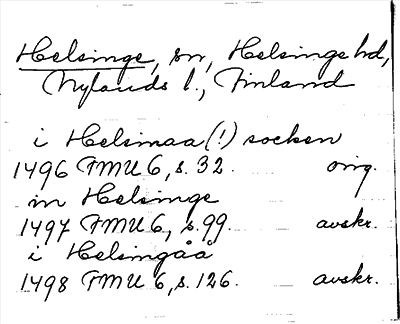 Helsinge, sn, Helsinge hd,
Nylands l., Finland
i Helsinaa (!) socken
1496 FMU 6, s. 32. orig.
in Helsinge
1497 FMU 6, s. 99. avskr.
i Helsingåå
1498 FMU 6, s. 126. avskr.